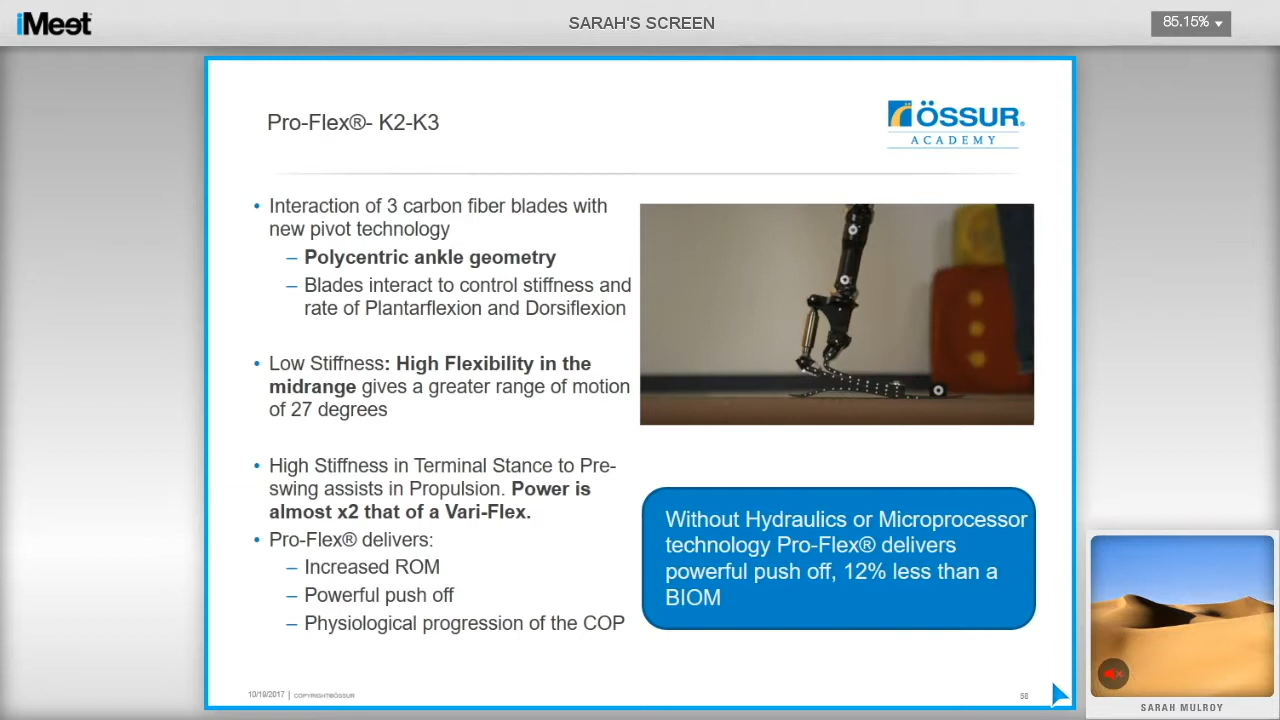 iMeet
SARAH'S SCREEN
85.15%
Pro-Flex®- K2-K3
ÖSSUR®
ACADEMY
• Interaction of 3 carbon fiber blades with
new pivot technology
– Polycentric ankle geometry
– Blades interact to control stiffness and
rate of Plantarflexion and Dorsiflexion
• Low Stiffness: High Flexibility in the
midrange gives a greater range of motion
of 27 degrees
• High Stiffness in Terminal Stance to Pre-
swing assists in Propulsion. Power is
almost x2 that of a Vari-Flex.
• Pro-Flex® delivers:
– Increased ROM
– Powerful push off
– Physiological progression of the COP
Without Hydraulics or Microprocessor
technology Pro-Flex® delivers
powerful push off, 12% less than a
BIOM
10/19/2017 | COPYRIGHT©ÖSSUR
58
SARAH MULROY